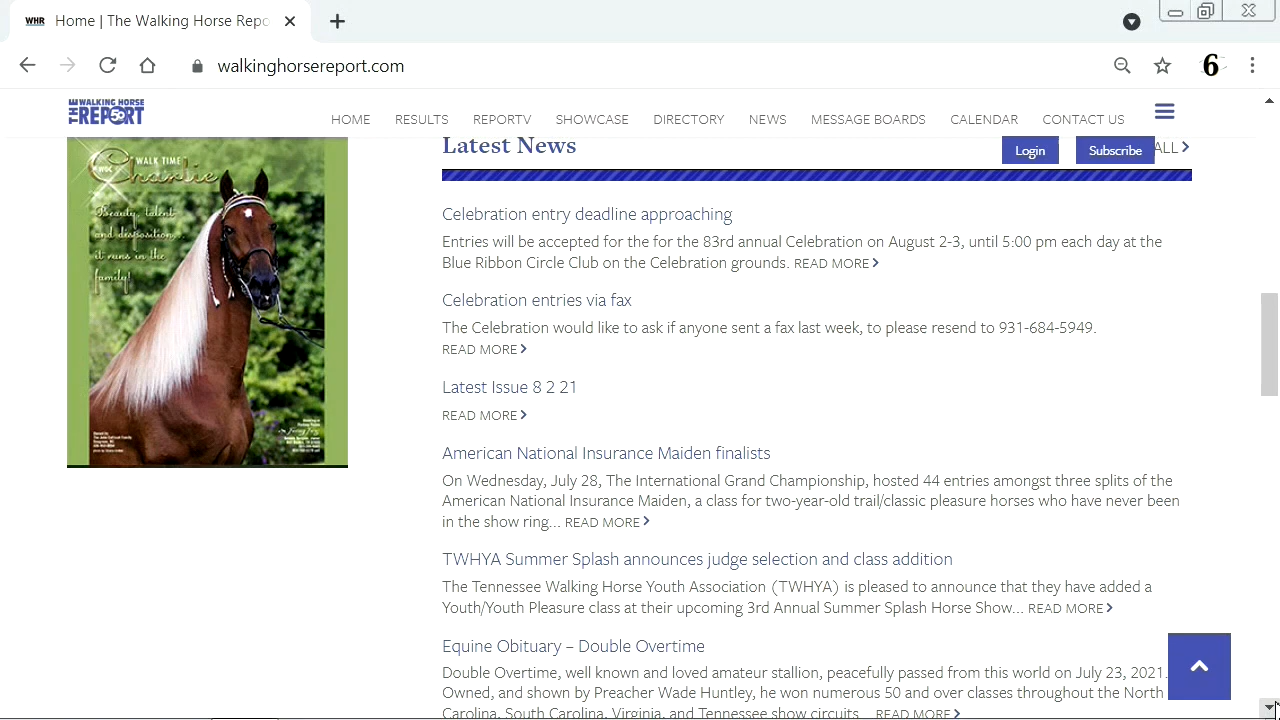 WHR Home | The Walking Horse Repo
walkinghorsereport.com
6
THE WALKING HORSE REPORT 50
HOME RESULTS REPORTV SHOWCASE DIRECTORY NEWS MESSAGE BOARDS CALENDAR CONTACT US
Login Subscribe
WALK TIME
WGC Charlie
Beauty, talent
and disposition...
it runs in the
family!
Latest News ALL
Celebration entry deadline approaching
Entries will be accepted for the for the 83rd annual Celebration on August 2-3, until 5:00 pm each day at the
Blue Ribbon Circle Club on the Celebration grounds. READ MORE
Celebration entries via fax
The Celebration would like to ask if anyone sent a fax last week, to please resend to 931-684-5949.
READ MORE
Latest Issue 8 2 21
READ MORE
American National Insurance Maiden finalists
On Wednesday, July 28, The International Grand Championship, hosted 44 entries amongst three splits of the
American National Insurance Maiden, a class for two-year-old trail/classic pleasure horses who have never been
in the show ring... READ MORE
TWHYA Summer Splash announces judge selection and class addition
The Tennessee Walking Horse Youth Association (TWHYA) is pleased to announce that they have added a
Youth/Youth Pleasure class at their upcoming 3rd Annual Summer Splash Horse Show... READ MORE
Equine Obituary – Double Overtime
Double Overtime, well known and loved amateur stallion, peacefully passed from this world on July 23, 2021.
Owned, and shown by Preacher Wade Huntley, he won numerous 50 and over classes throughout the North
Carolina, South Carolina, Virginia, and Tennessee show circuits... READ MORE